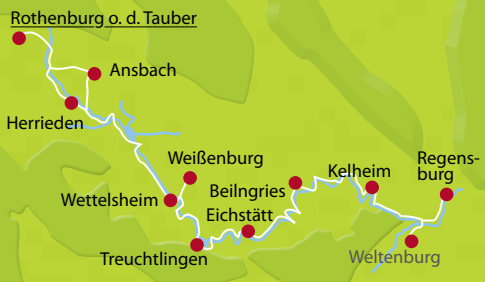 Rothenburg o. d. Tauber
Ansbach
Herrieden
Weißenburg
Wettelsheim
Treuchtlingen
Eichstätt
Beilngries
Kelheim
Regens-
burg
Weltenburg